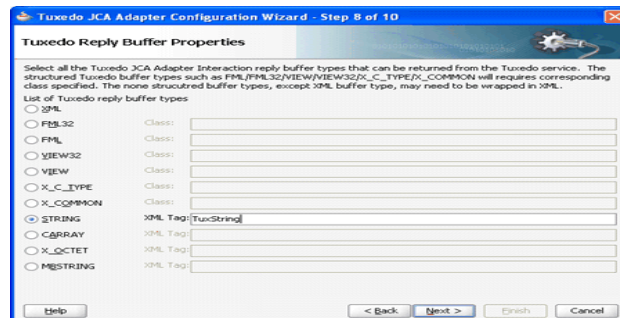 Tuxedo JCA Adapter Configuration Wizard - Step 8 of 10
Tuxedo Reply Buffer Properties
Select all the Tuxedo JCA Adapter Interaction reply buffer types that can be returned from the Tuxedo service. The
structured Tuxedo buffer types such as FML/FML32/VIEW/VIEW32/X_C_TYPE/X_COMMON will requires corresponding
class specified. The none strucutred buffer types, except XML buffer type, may need to be wrapped in XML.
List of Tuxedo reply buffer types
XML
FML32 Class:
FML Class:
VIEW32 Class:
VIEW Class:
X_C_TYPE Class:
X_COMMON Class:
STRING XML Tag: TuxString
CARRAY XML Tag:
X_OCTET XML Tag:
MBSTRING XML Tag:
Help < Back Next > Finish Cancel